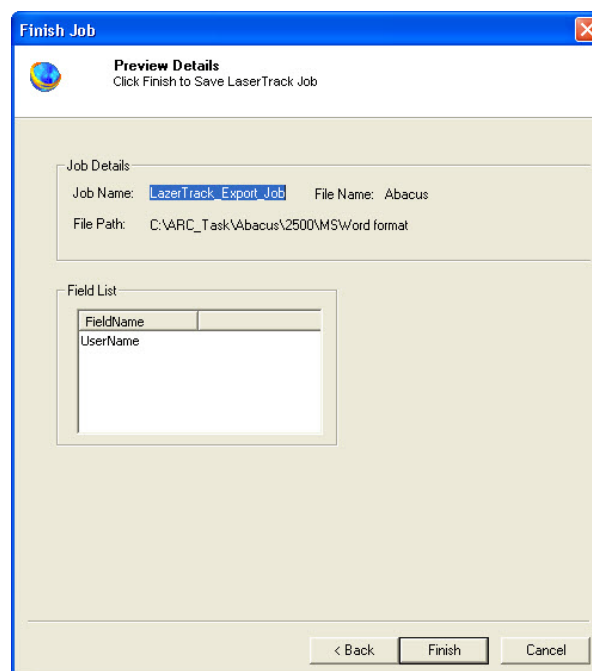 Finish Job
Preview Details
Click Finish to Save LaserTrack Job
Job Details
Job Name: LazerTrack_Export_Job File Name: Abacus
File Path: C:\ARC_Task\Abacus\2500\MSWord format
Field List
FieldName
UserName
< Back Finish Cancel